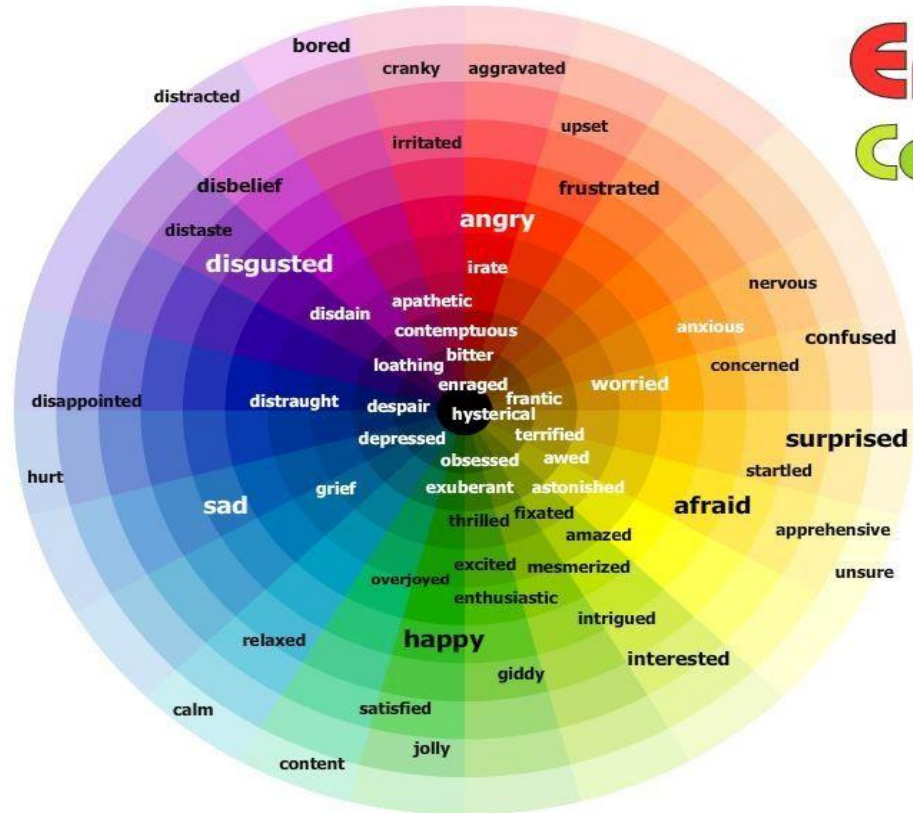 bored
cranky
aggravated
distracted
upset
irritated
disbelief
frustrated
angry
distaste
disgusted
irate
nervous
apathetic
disdain
anxious
contemptuous
confused
bitter
loathing
concerned
enraged
worried
frantic
disappointed
distraught
despair
hysterical
terrified
surprised
depressed
awed
obsessed
startled
hurt
grief
exuberant
astonished
sad
afraid
fixated
thrilled
apprehensive
amazed
excited
mesmerized
unsure
overjoyed
enthusiastic
intrigued
relaxed
happy
interested
giddy
calm
satisfied
jolly
content